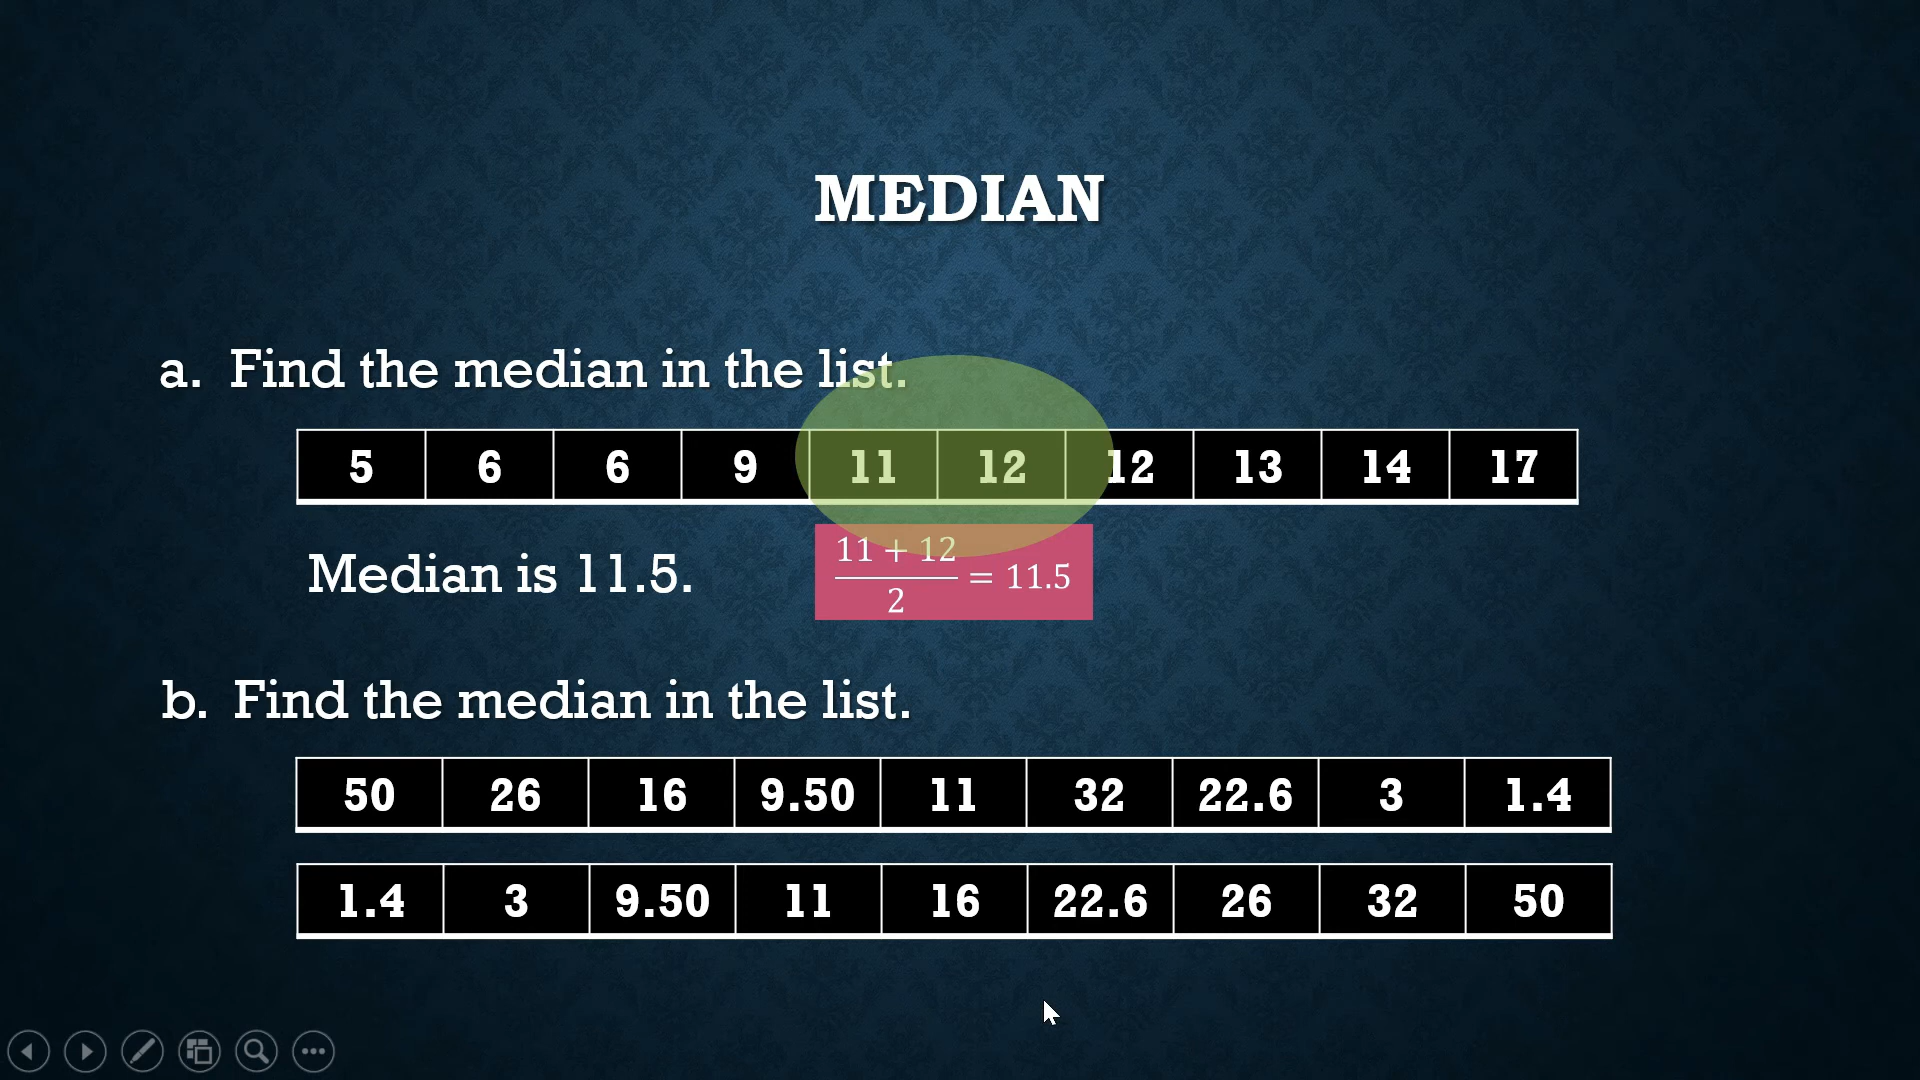 MEDIAN
a. Find the median in the list.
5 6 6 9 11 12 12 13 14 17
Median is 11.5.
11 + 12
/ 2 = 11.5
b. Find the median in the list.
50 26 16 9.50 11 32 22.6 3 1.4
1.4 3 9.50 11 16 22.6 26 32 50